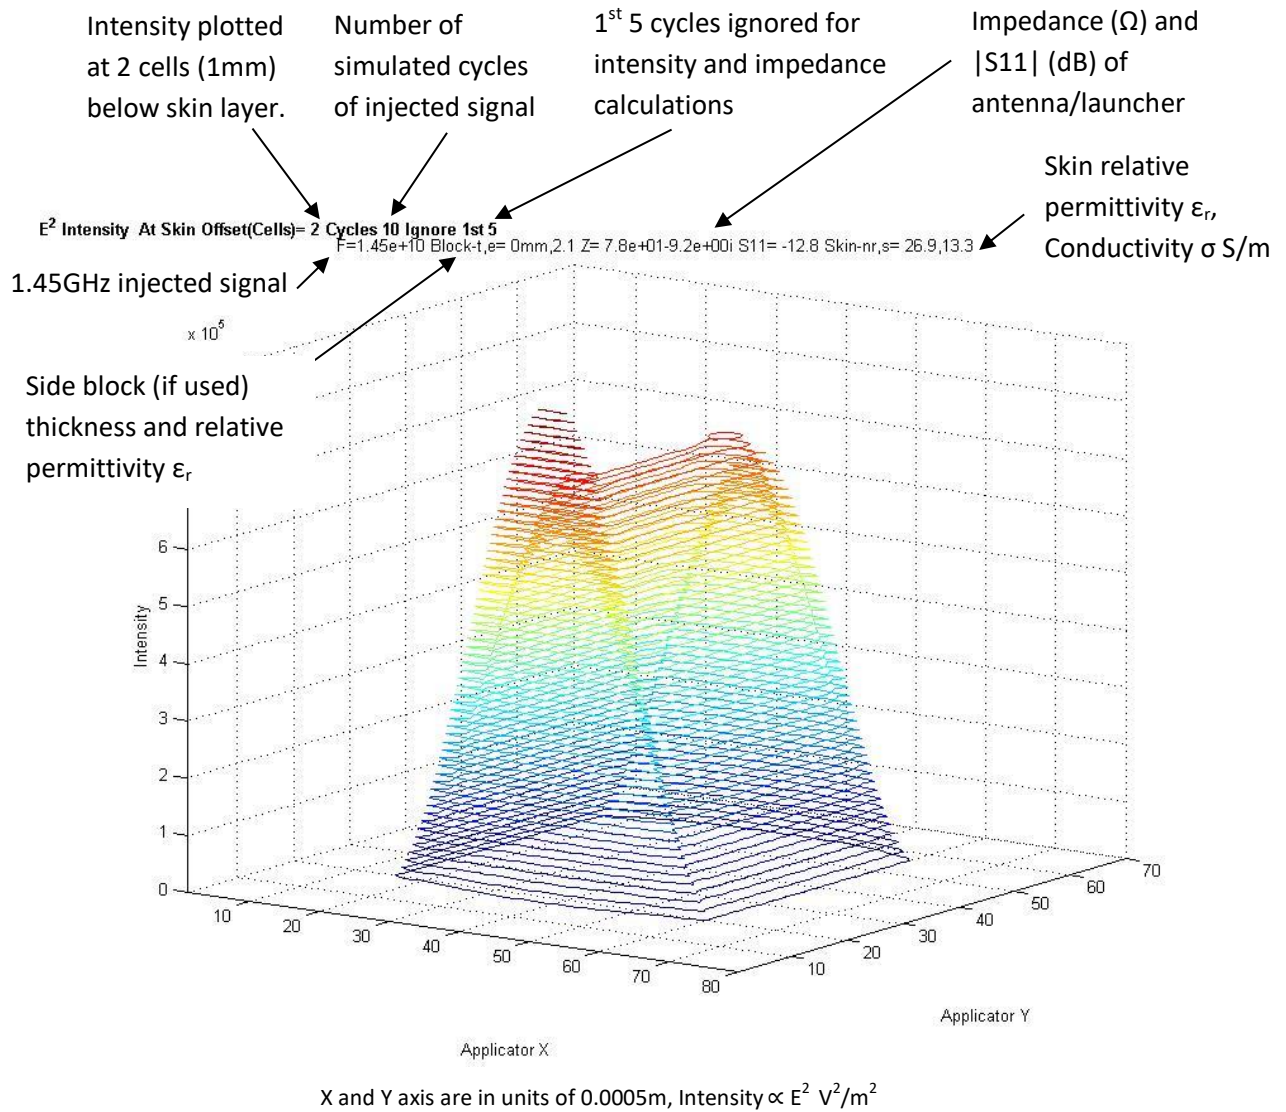 Intensity plotted
at 2 cells (1mm)
below skin layer.
Number of
simulated cycles
of injected signal
1st 5 cycles ignored for
intensity and impedance
calculations
Impedance (Ω) and
|S11| (dB) of
antenna/launcher
Skin relative
permittivity εr,
Conductivity σ S/m
E² Intensity At Skin Offset(Cells)= 2 Cycles 10 Ignore 1st 5
F=1.45e+10 Block-t,e= 0mm,2.1 Z= 7.8e+01-9.2e+00i S11= -12.8 Skin-nr,s= 26.9,13.3
1.45GHz injected signal
x 10⁵
Side block (if used)
thickness and relative
permittivity εr
6
5
4
3
2
1
0
Intensity
10
20
30
40
50
60
70
80
Applicator X
10
20
30
40
50
60
70
Applicator Y
X and Y axis are in units of 0.0005m, Intensity ∝ E² V²/m²